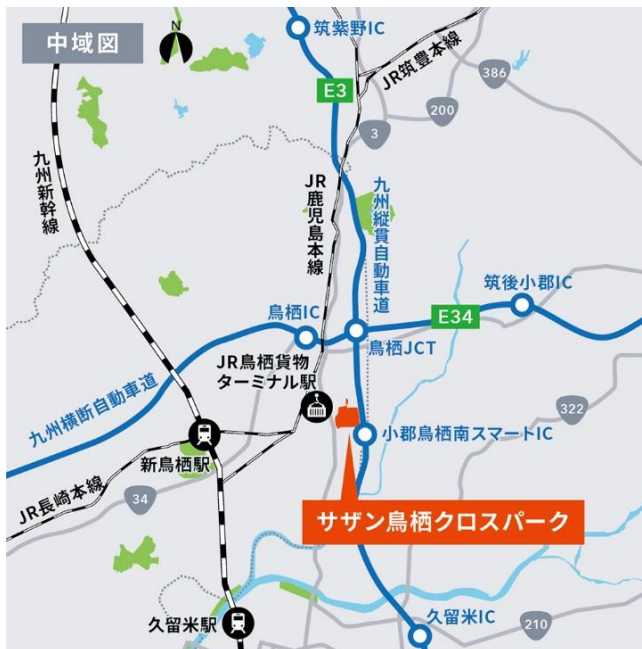 中域図
筑紫野IC
JR筑豊本線
E3
386
200
3
九州新幹線
JR鹿児島本線
九州縦貫自動車道
筑後小郡IC
鳥栖IC
E34
鳥栖JCT
JR鳥栖貨物
ターミナル駅
九州横断自動車道
322
小郡鳥栖南スマートIC
新鳥栖駅
JR長崎本線
34
サザン鳥栖クロスパーク
久留米駅
久留米IC
210